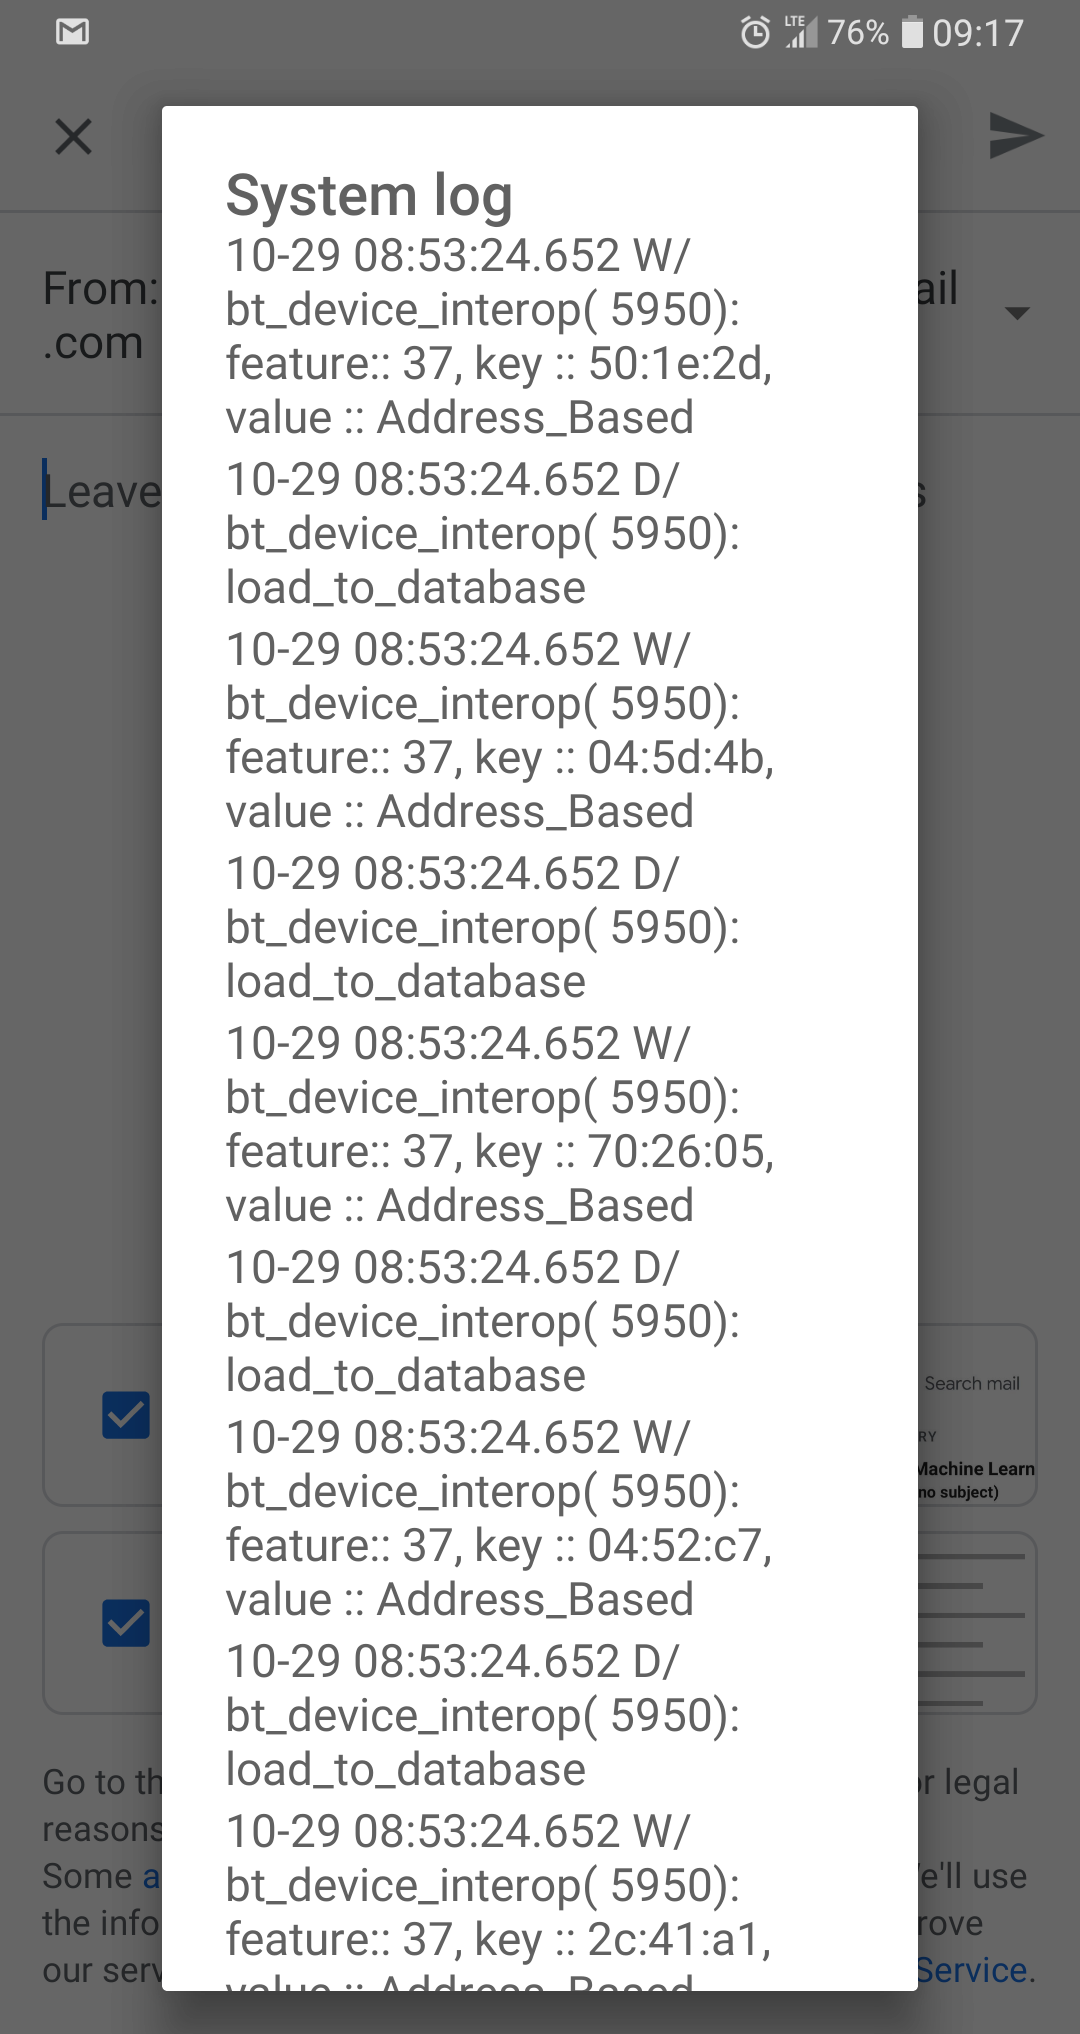 LTE 76% 09:17
System log
From: ail
.com
Leave s
10-29 08:53:24.652 W/
bt_device_interop( 5950):
feature:: 37, key :: 50:1e:2d,
value :: Address_Based
10-29 08:53:24.652 D/
bt_device_interop( 5950):
load_to_database
10-29 08:53:24.652 W/
bt_device_interop( 5950):
feature:: 37, key :: 04:5d:4b,
value :: Address_Based
10-29 08:53:24.652 D/
bt_device_interop( 5950):
load_to_database
10-29 08:53:24.652 W/
bt_device_interop( 5950):
feature:: 37, key :: 70:26:05,
value :: Address_Based
10-29 08:53:24.652 D/
bt_device_interop( 5950):
load_to_database
10-29 08:53:24.652 W/
bt_device_interop( 5950):
feature:: 37, key :: 04:52:c7,
value :: Address_Based
10-29 08:53:24.652 D/
bt_device_interop( 5950):
load_to_database
10-29 08:53:24.652 W/
bt_device_interop( 5950):
feature:: 37, key :: 2c:41:a1,
value :: Address_Based
Search mail
RY
Machine Learn
no subject)
Go to th r legal
reasons
Some a e'll use
the info rove
our serv Service.